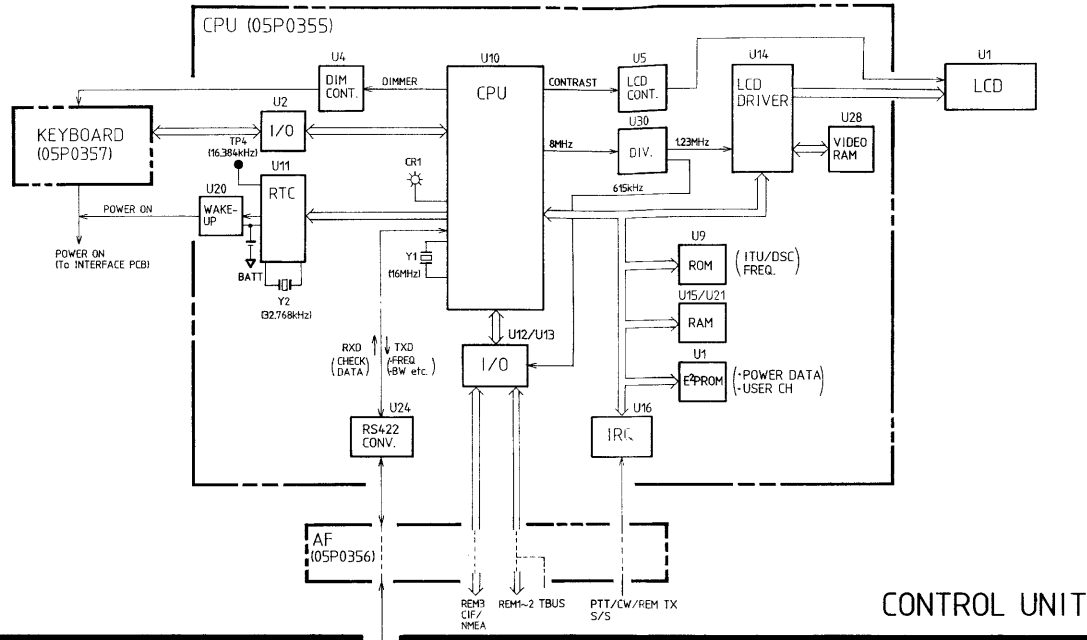 CPU (05P0355)
U4
DIM
CONT.
DIMMER
U10
CPU
CONTRAST
U5
LCD
CONT.
U14
LCD
DRIVER
U1
LCD
KEYBOARD
(05P0357)
U2
I/O
TP4
(16.384kHz)
U11
RTC
CR1
8MHz
U30
DIV.
1.23MHz
U28
VIDEO
RAM
615kHz
U20
WAKE-
UP
POWER ON
POWER ON
(To INTERFACE PCB)
BATT
Y2
(32.768kHz)
Y1
(16MHz)
U9
ROM
(ITU/DSC
FREQ.)
U15/U21
RAM
U1
E²PROM
(·POWER DATA
·USER CH)
U12/U13
I/O
RXD
(CHECK
DATA)
TXD
(·FREQ
·BW etc.)
U24
RS422
CONV.
U16
IRQ
AF
(05P0356)
REM3
CIF/
NMEA
REM1~2 TBUS
PTT/CW/REM TX
S/S
CONTROL UNIT